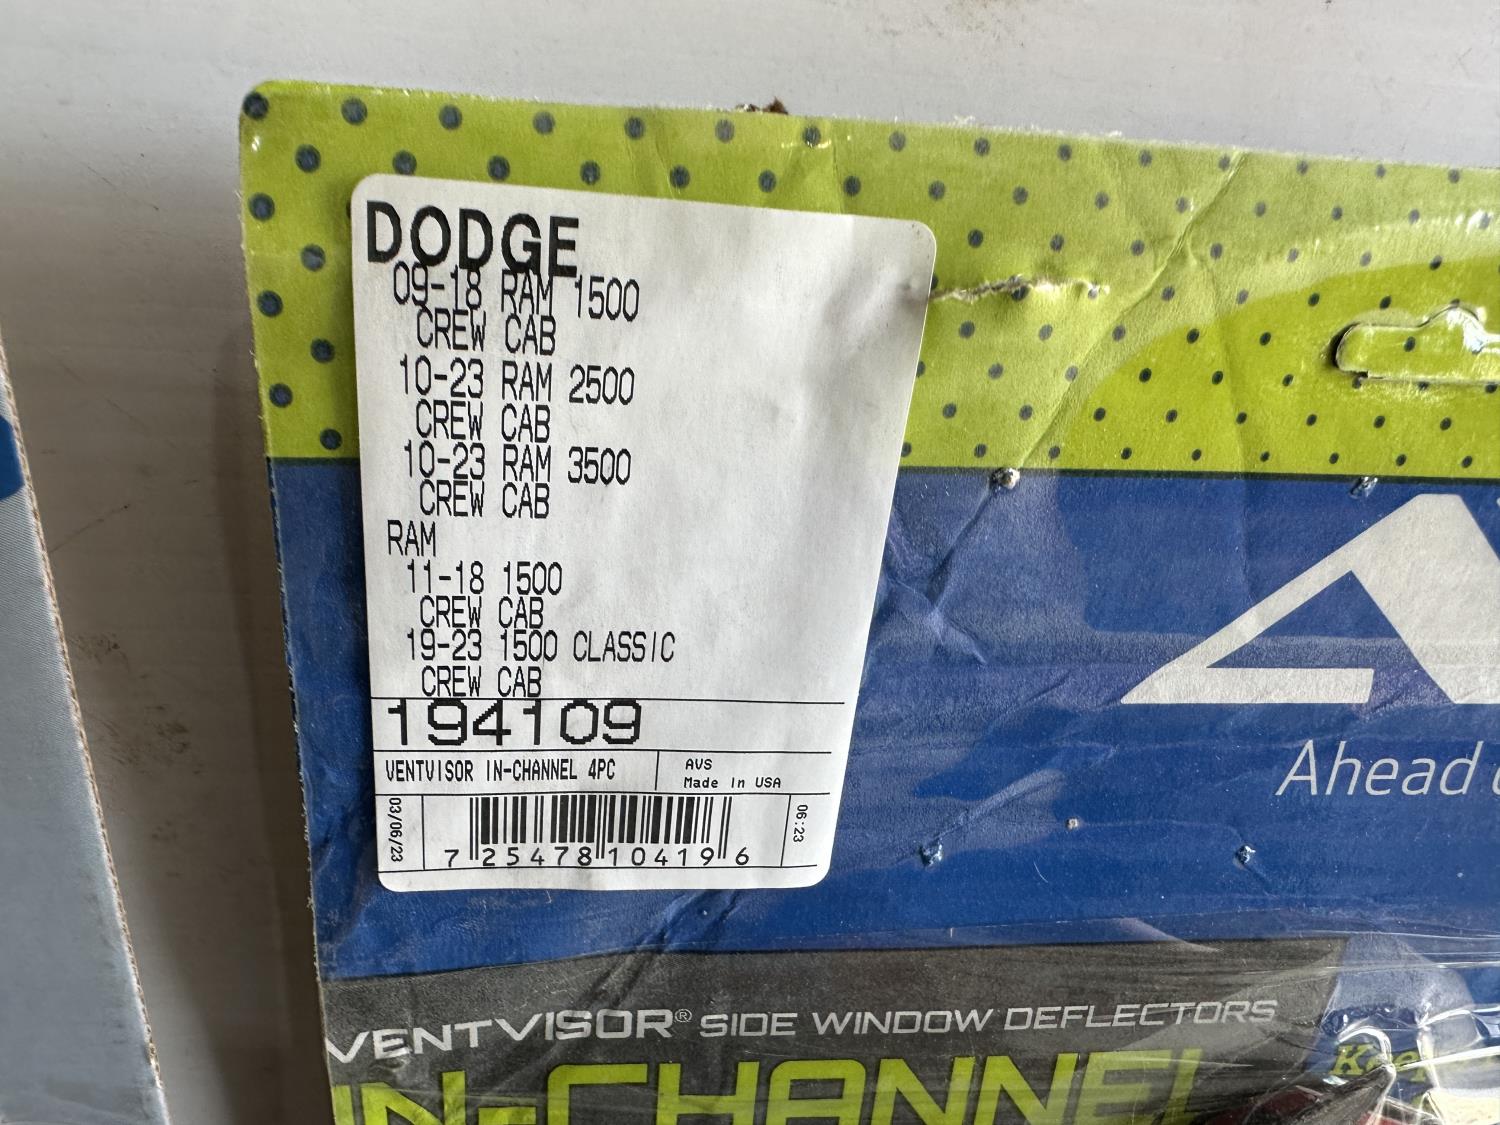 DODGE
09-18 RAM 1500
CREW CAB
10-23 RAM 2500
CREW CAB
10-23 RAM 3500
CREW CAB
RAM
11-18 1500
CREW CAB
19-23 1500 CLASSIC
CREW CAB
194109
VENTVISOR IN-CHANNEL 4PC
AVS
Made In USA
03/06/23
06:23
7 25478 10419 6
Ahead
VENTVISOR® SIDE WINDOW DEFLECTORS
IN-CHANNEL